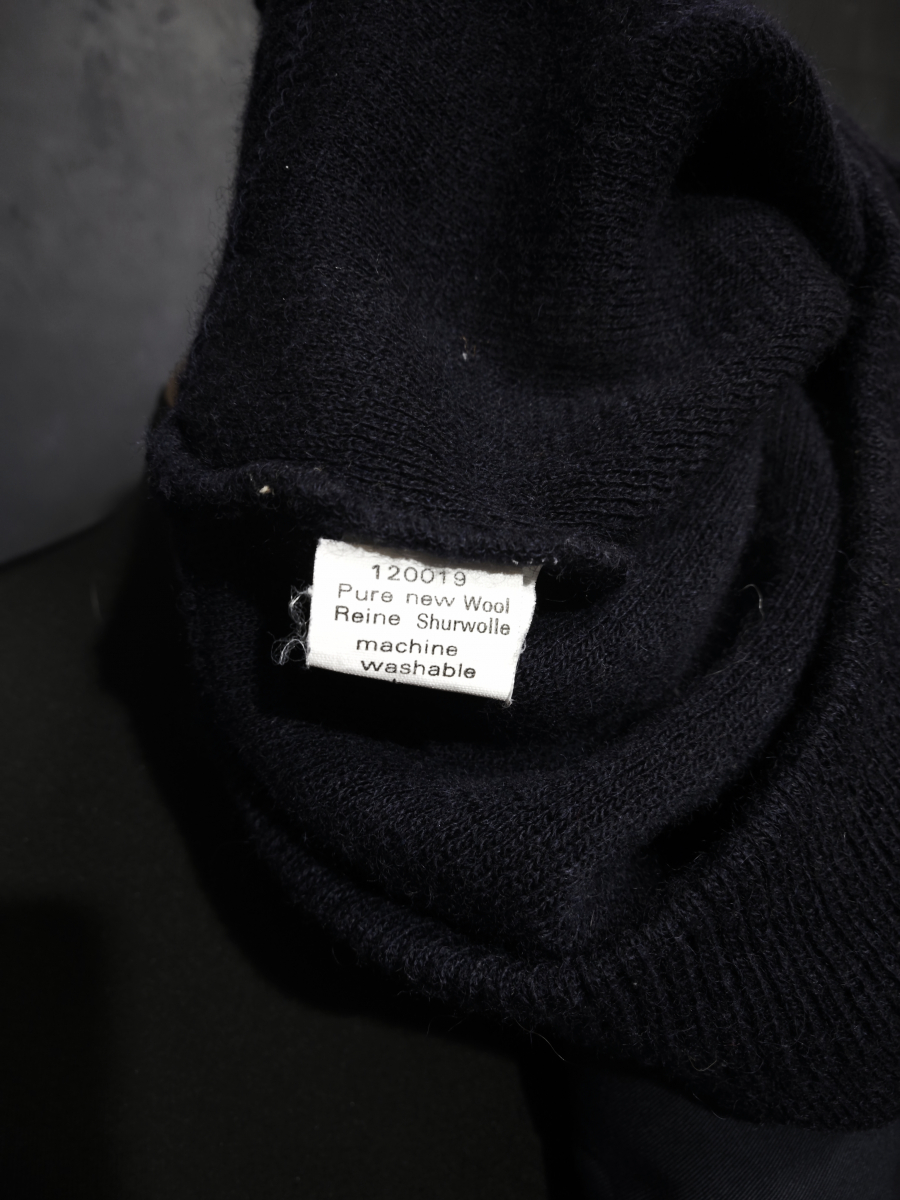 120019
Pure new Wool
Reine Shurwolle
machine
washable